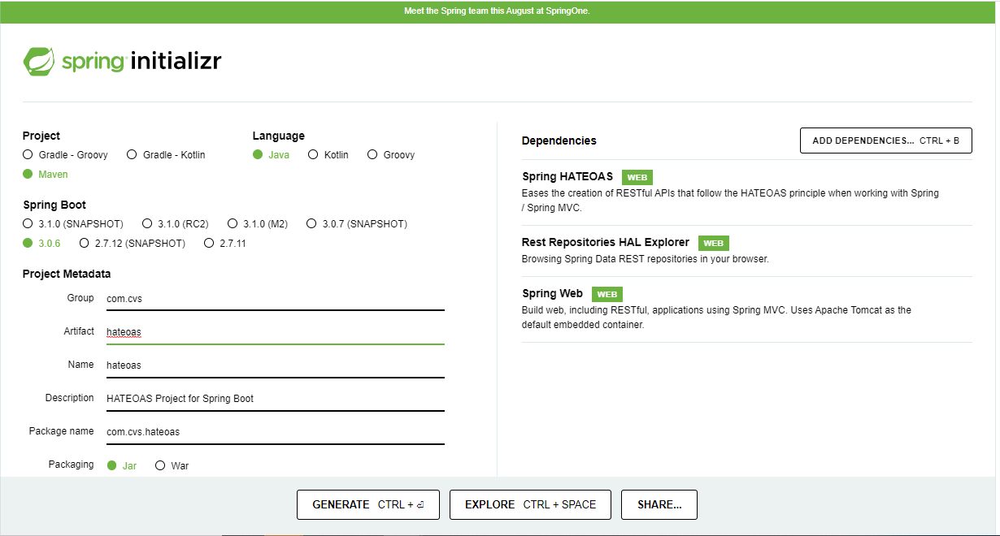 Meet the Spring team this August at SpringOne.
spring initializr
Project
Gradle - Groovy Gradle - Kotlin
Maven
Language
Java Kotlin Groovy
Spring Boot
3.1.0 (SNAPSHOT) 3.1.0 (RC2) 3.1.0 (M2) 3.0.7 (SNAPSHOT)
3.0.6 2.7.12 (SNAPSHOT) 2.7.11
Project Metadata
Group com.cvs
Artifact hateoas
Name hateoas
Description HATEOAS Project for Spring Boot
Package name com.cvs.hateoas
Packaging Jar War
Dependencies ADD DEPENDENCIES... CTRL + B
Spring HATEOAS WEB
Eases the creation of RESTful APIs that follow the HATEOAS principle when working with Spring
/ Spring MVC.
Rest Repositories HAL Explorer WEB
Browsing Spring Data REST repositories in your browser.
Spring Web WEB
Build web, including RESTful, applications using Spring MVC. Uses Apache Tomcat as the
default embedded container.
GENERATE CTRL + ⏎ EXPLORE CTRL + SPACE SHARE...